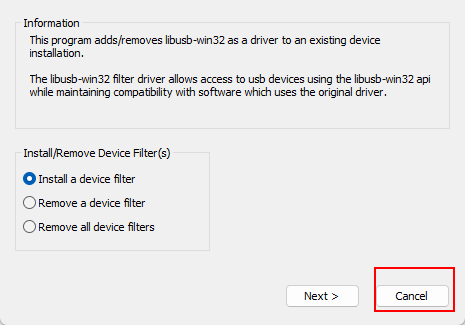 Information
This program adds/removes libusb-win32 as a driver to an existing device
installation.
The libusb-win32 filter driver allows access to usb devices using the libusb-win32 api
while maintaining compatibility with software which uses the original driver.
Install/Remove Device Filter(s)
Install a device filter
Remove a device filter
Remove all device filters
Next >
Cancel